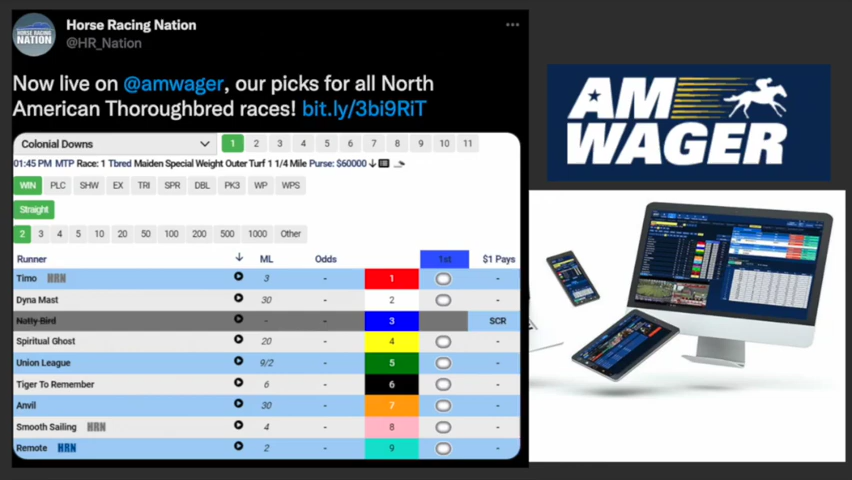 Horse Racing Nation
@HR_Nation
HORSE RACING
NATION
Now live on @amwager, our picks for all North
American Thoroughbred races! bit.ly/3bi9RiT
Colonial Downs 1 2 3 4 5 6 7 8 9 10 11
01:45 PM MTP Race: 1 Tbred Maiden Special Weight Outer Turf 1 1/4 Mile Purse: $60000
WIN PLC SHW EX TRI SPR DBL PK3 WP WPS
Straight
2 3 4 5 10 20 50 100 200 500 1000 Other
Runner ML Odds 1st $1 Pays
Timo HRN 3 - 1 -
Dyna Mast 30 - 2 -
Natty Bird - - 3 SCR
Spiritual Ghost 20 - 4 -
Union League 9/2 - 5 -
Tiger To Remember 6 - 6 -
Anvil 30 - 7 -
Smooth Sailing HRN 4 - 8 -
Remote HRN 2 - 9 -
AM
WAGER